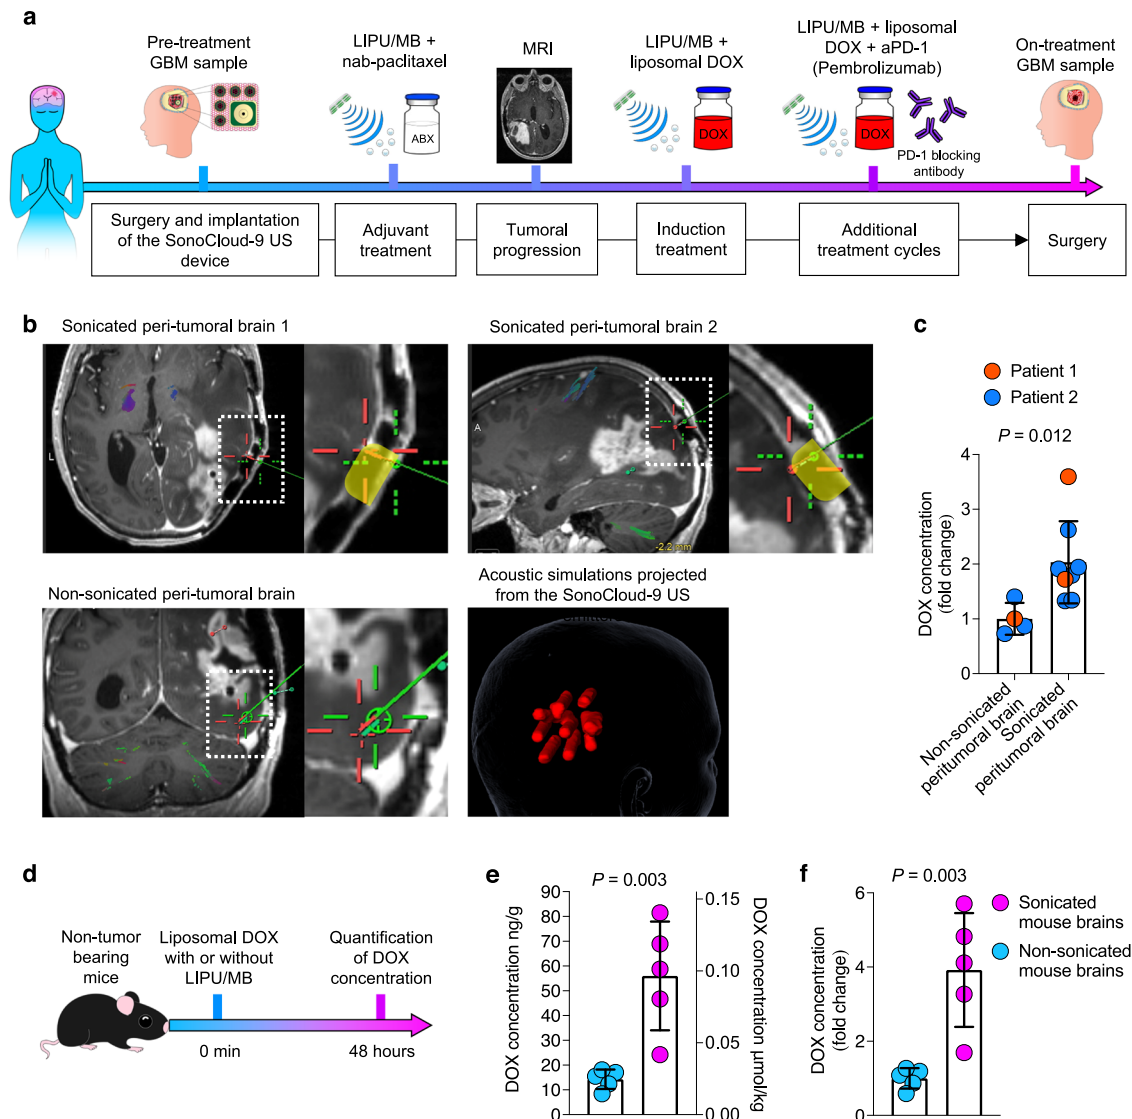 a
Pre-treatment
GBM sample
LIPU/MB +
nab-paclitaxel
MRI
LIPU/MB +
liposomal DOX
LIPU/MB + liposomal
DOX + aPD-1
(Pembrolizumab)
On-treatment
GBM sample
ABX
DOX
DOX
PD-1 blocking
antibody
Surgery and implantation
of the SonoCloud-9 US
device
Adjuvant
treatment
Tumoral
progression
Induction
treatment
Additional
treatment cycles
Surgery
b
Sonicated peri-tumoral brain 1
Sonicated peri-tumoral brain 2
L
A
-2.2 mm
Non-sonicated peri-tumoral brain
Acoustic simulations projected
from the SonoCloud-9 US
c
Patient 1
Patient 2
P = 0.012
DOX concentration
(fold change)
4
3
2
1
0
Non-sonicated
peritumoral brain
Sonicated
peritumoral brain
d
Non-tumor
bearing
mice
Liposomal DOX
with or without
LIPU/MB
Quantification
of DOX
concentration
0 min
48 hours
e
P = 0.003
DOX concentration ng/g
90
80
70
60
50
40
30
20
10
0
0.15
0.10
0.05
0.00
DOX concentration µmol/kg
f
P = 0.003
DOX concentration
(fold change)
6
4
2
0
Sonicated
mouse brains
Non-sonicated
mouse brains